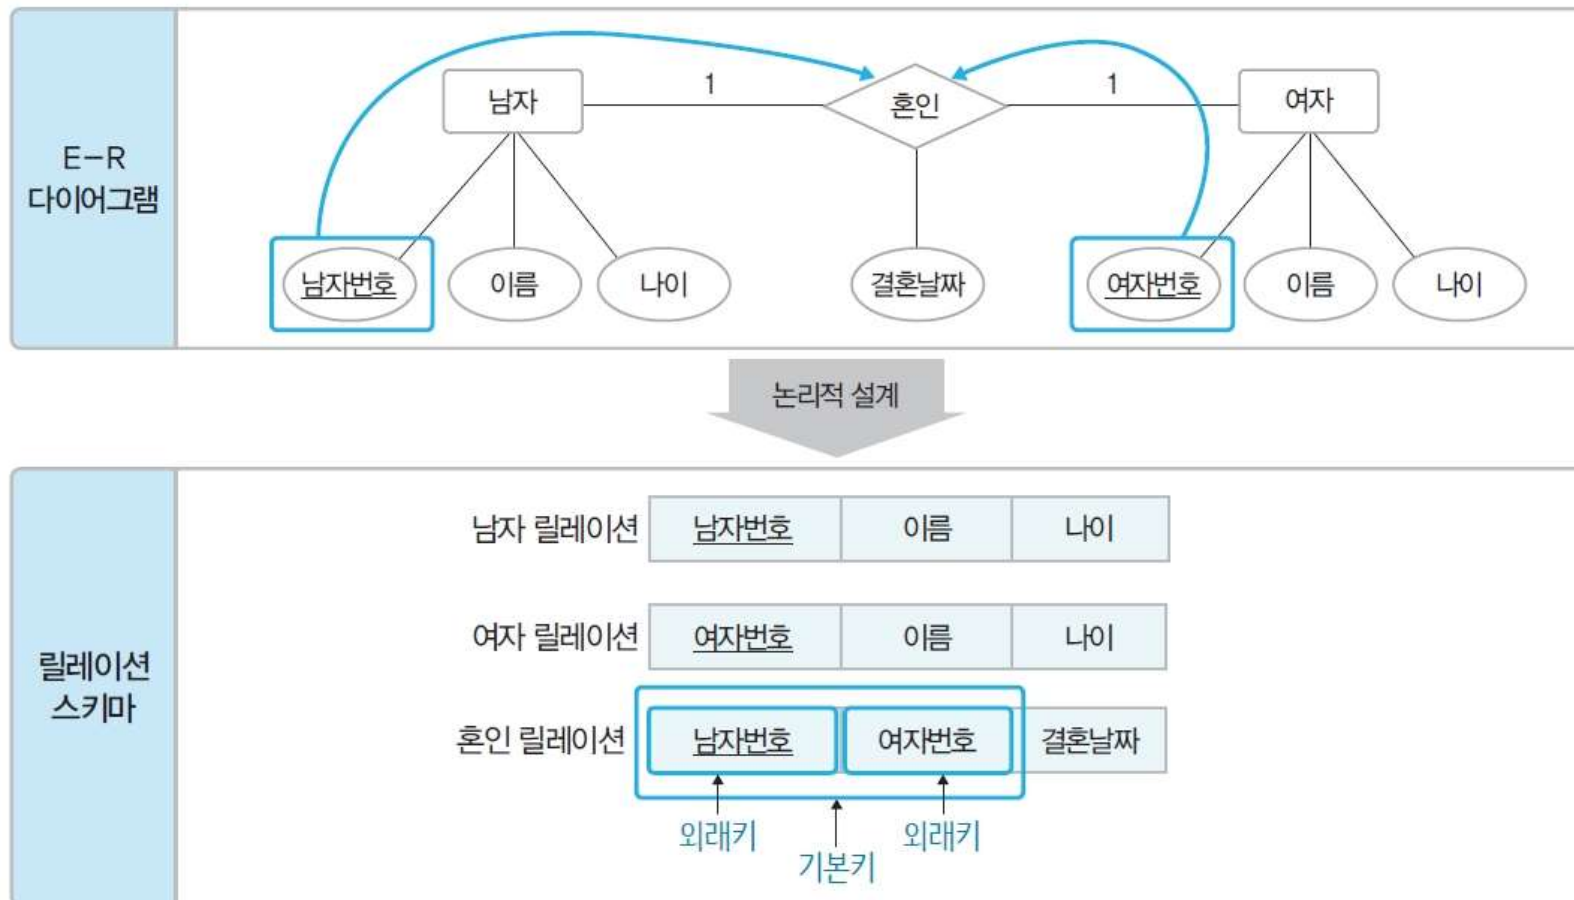 E-R
다이어그램
남자
1
혼인
1
여자
남자번호
이름
나이
결혼날짜
여자번호
이름
나이
논리적 설계
릴레이션
스키마
남자 릴레이션 남자번호 이름 나이
여자 릴레이션 여자번호 이름 나이
혼인 릴레이션 남자번호 여자번호 결혼날짜
외래키 외래키
기본키